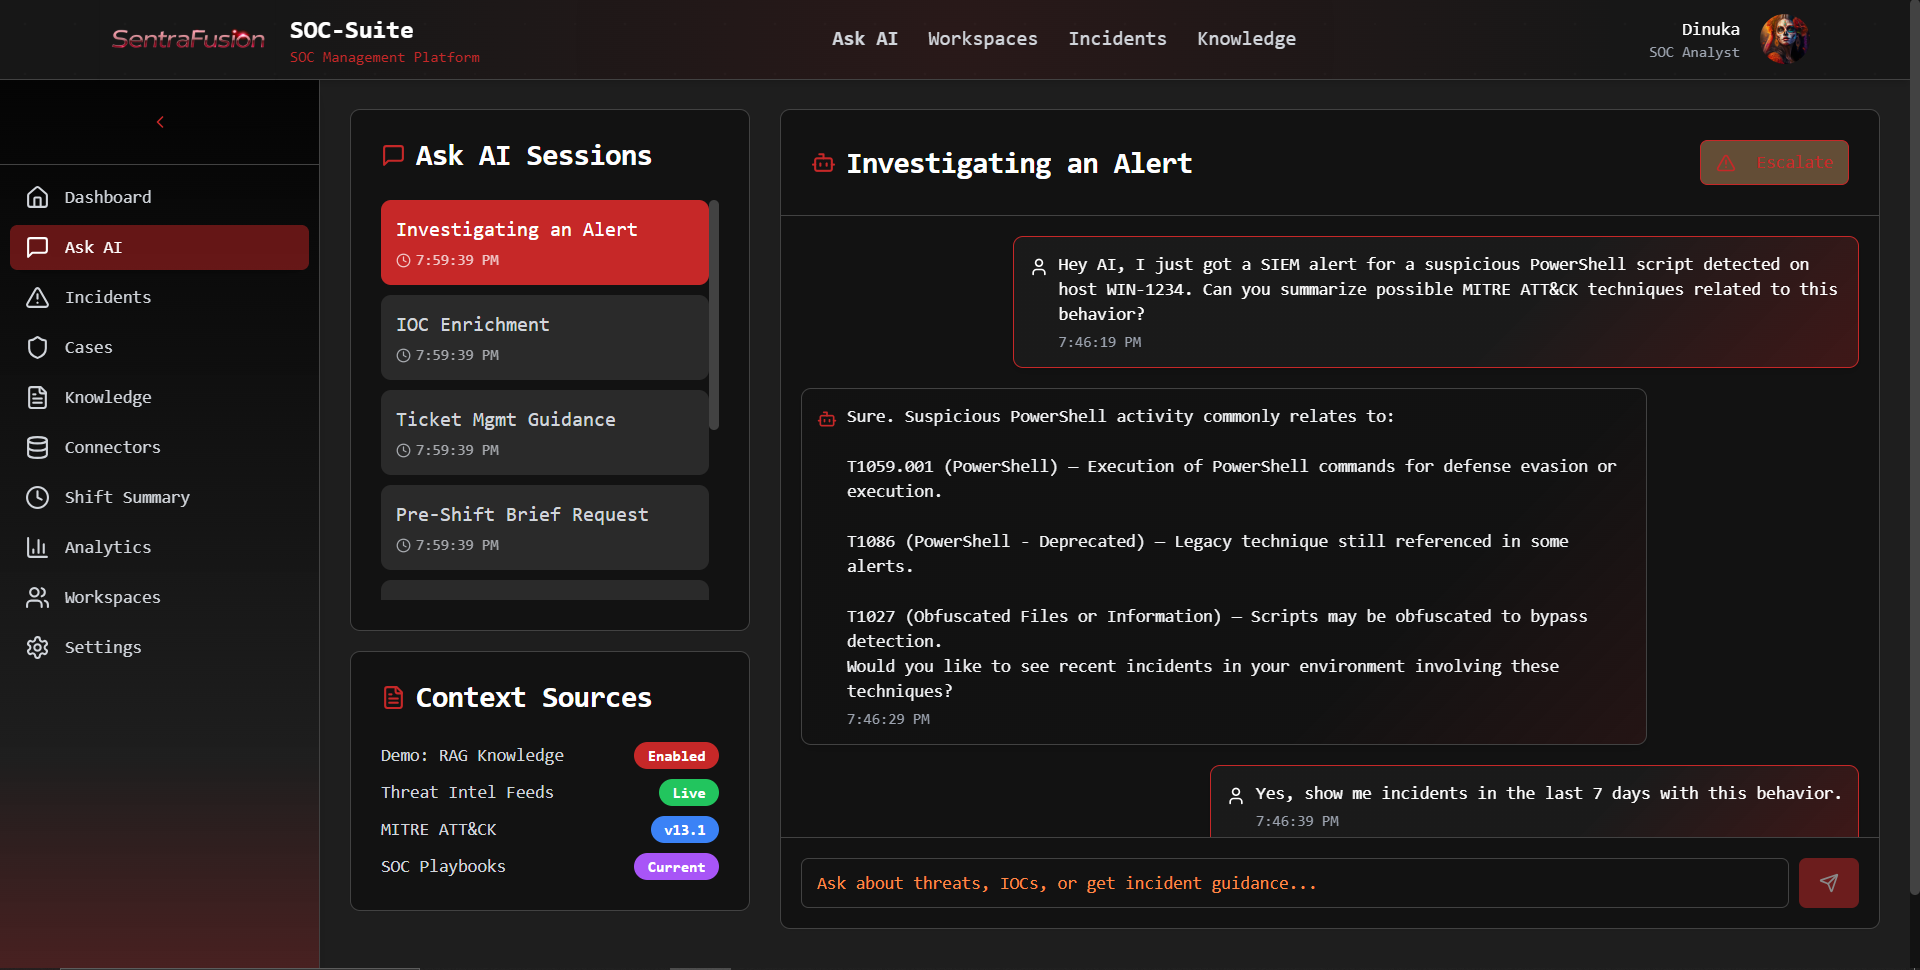 SentraFusion
SOC-Suite
SOC Management Platform
Ask AI
Workspaces
Incidents
Knowledge
Dinuka
SOC Analyst
Dashboard
Ask AI
Incidents
Cases
Knowledge
Connectors
Shift Summary
Analytics
Workspaces
Settings
Ask AI Sessions
Investigating an Alert
7:59:39 PM
IOC Enrichment
7:59:39 PM
Ticket Mgmt Guidance
7:59:39 PM
Pre-Shift Brief Request
7:59:39 PM
Context Sources
Demo: RAG Knowledge
Enabled
Threat Intel Feeds
Live
MITRE ATT&CK
v13.1
SOC Playbooks
Current
Investigating an Alert
Escalate
Hey AI, I just got a SIEM alert for a suspicious PowerShell script detected on
host WIN-1234. Can you summarize possible MITRE ATT&CK techniques related to this
behavior?
7:46:19 PM
Sure. Suspicious PowerShell activity commonly relates to:
T1059.001 (PowerShell) – Execution of PowerShell commands for defense evasion or
execution.
T1086 (PowerShell - Deprecated) – Legacy technique still referenced in some
alerts.
T1027 (Obfuscated Files or Information) – Scripts may be obfuscated to bypass
detection.
Would you like to see recent incidents in your environment involving these
techniques?
7:46:29 PM
Yes, show me incidents in the last 7 days with this behavior.
7:46:39 PM
Ask about threats, IOCs, or get incident guidance...